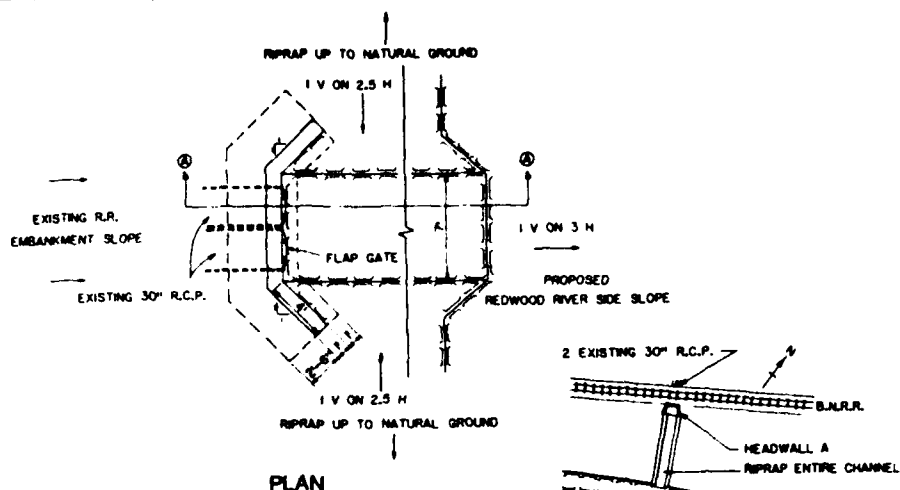 RIPRAP UP TO NATURAL GROUND
1 V ON 2.5 H
A
A
EXISTING R.R.
EMBANKMENT SLOPE
1 V ON 3 H
FLAP GATE
PROPOSED
REDWOOD RIVER SIDE SLOPE
EXISTING 30" R.C.P.
2 EXISTING 30" R.C.P.
N
1 V ON 2.5 H
B.N.R.R.
RIPRAP UP TO NATURAL GROUND
HEADWALL A
RIPRAP ENTIRE CHANNEL
PLAN